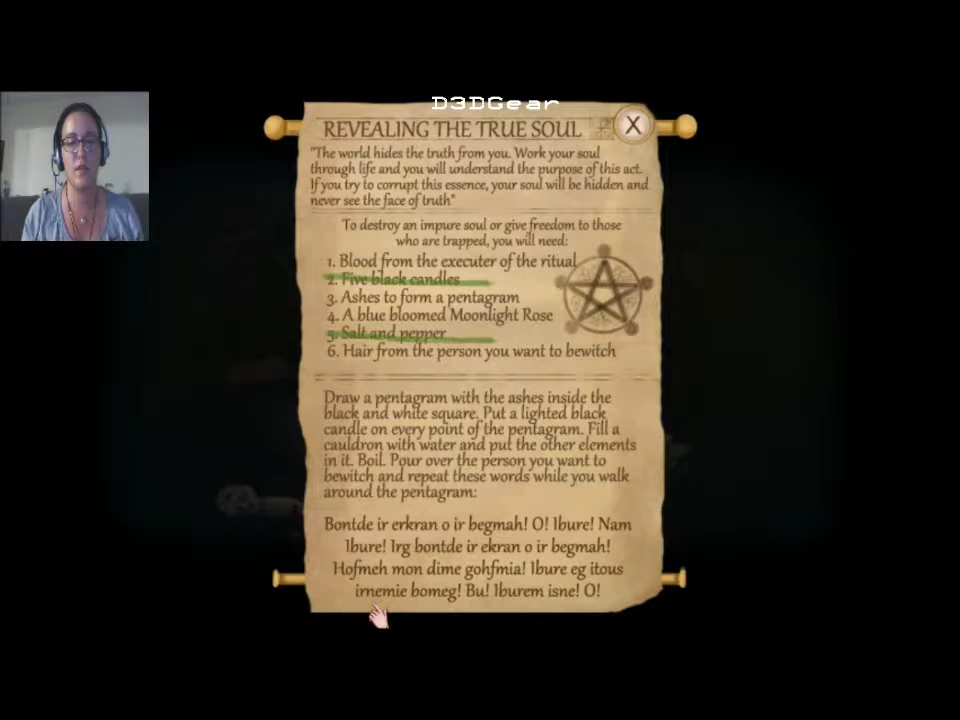 D3DGear
REVEALING THE TRUE SOUL
X
"The world hides the truth from you. Work your soul
through life and you will understand the purpose of this act.
If you try to corrupt this essence, your soul will be hidden and
never see the face of truth"
To destroy an impure soul or give freedom to those
who are trapped, you will need:
1. Blood from the executer of the ritual
2. Five black candles
3. Ashes to form a pentagram
4. A blue bloomed Moonlight Rose
5. Salt and pepper
6. Hair from the person you want to bewitch
Draw a pentagram with the ashes inside the
black and white square. Put a lighted black
candle on every point of the pentagram. Fill a
cauldron with water and put the other elements
in it. Boil. Pour over the person you want to
bewitch and repeat these words while you walk
around the pentagram:
Bontde ir erkran o ir begmah! O! Ibure! Nam
Ibure! Irg bontde ir ekran o ir begmah!
Hofmeh mon dime gohfmia! Ibure eg itous
irnemie bomeg! Bu! Iburem isne! O!